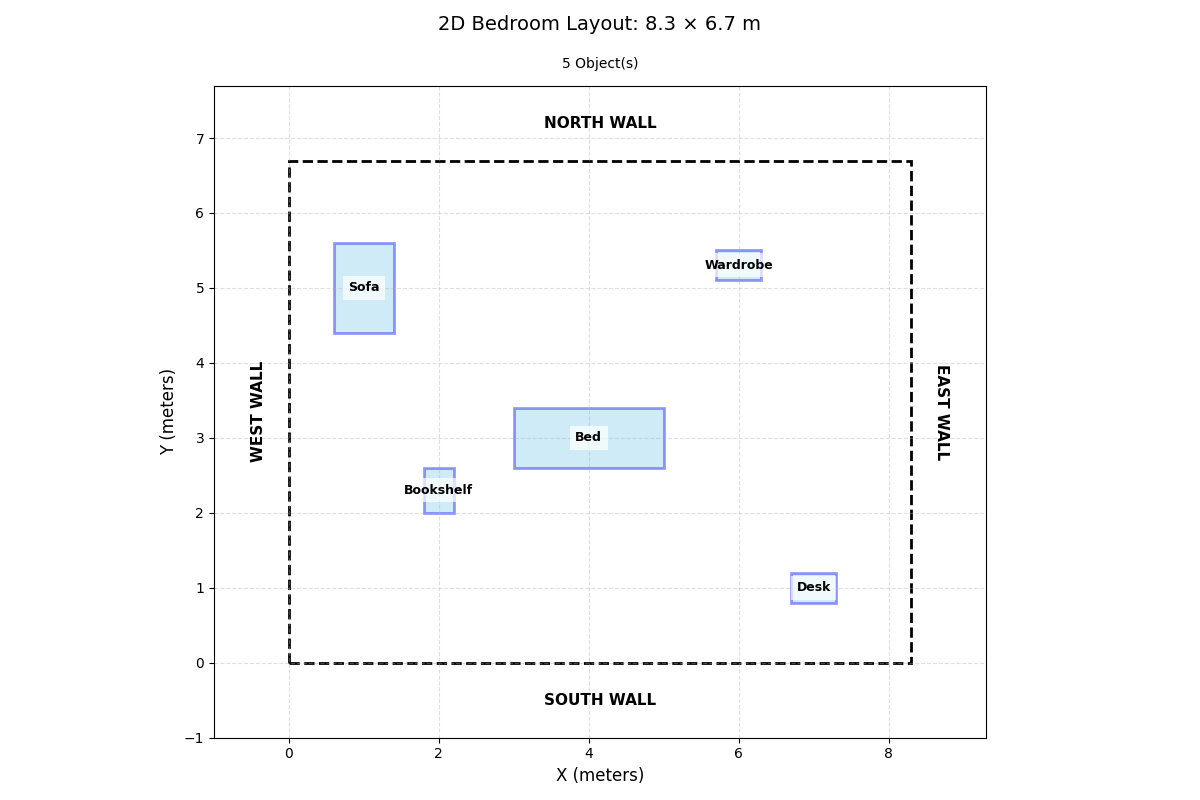 2D Bedroom Layout: 8.3 × 6.7 m
5 Object(s)
NORTH WALL
7
6
5
4
3
2
1
0
−1
Y (meters)
WEST WALL
EAST WALL
Sofa
Wardrobe
Bed
Bookshelf
Desk
SOUTH WALL
0
2
4
6
8
X (meters)